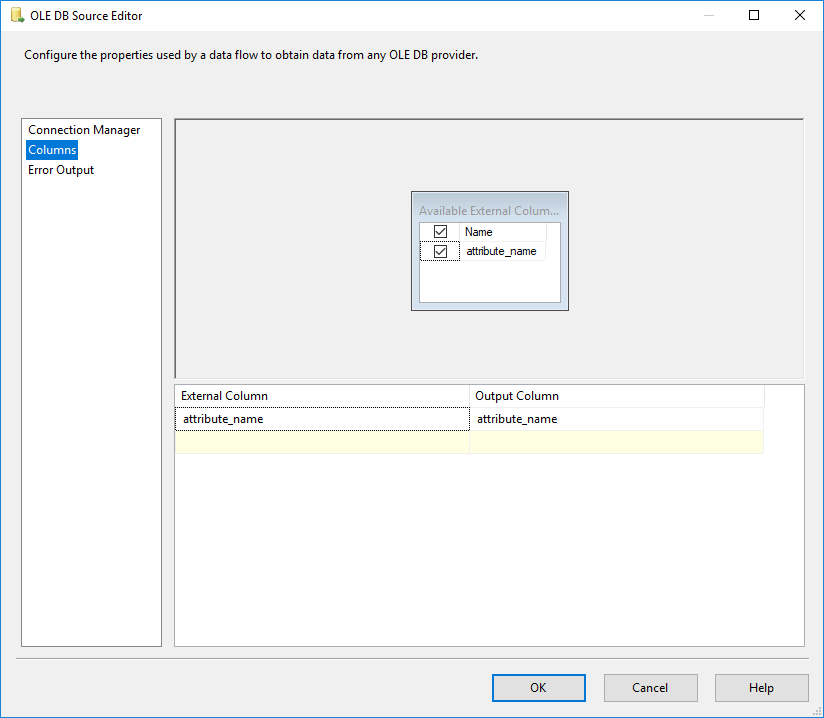 OLE DB Source Editor
Configure the properties used by a data flow to obtain data from any OLE DB provider.
Connection Manager
Columns
Error Output
Available External Colum...
Name
attribute_name
External Column Output Column
attribute_name attribute_name
OK Cancel Help